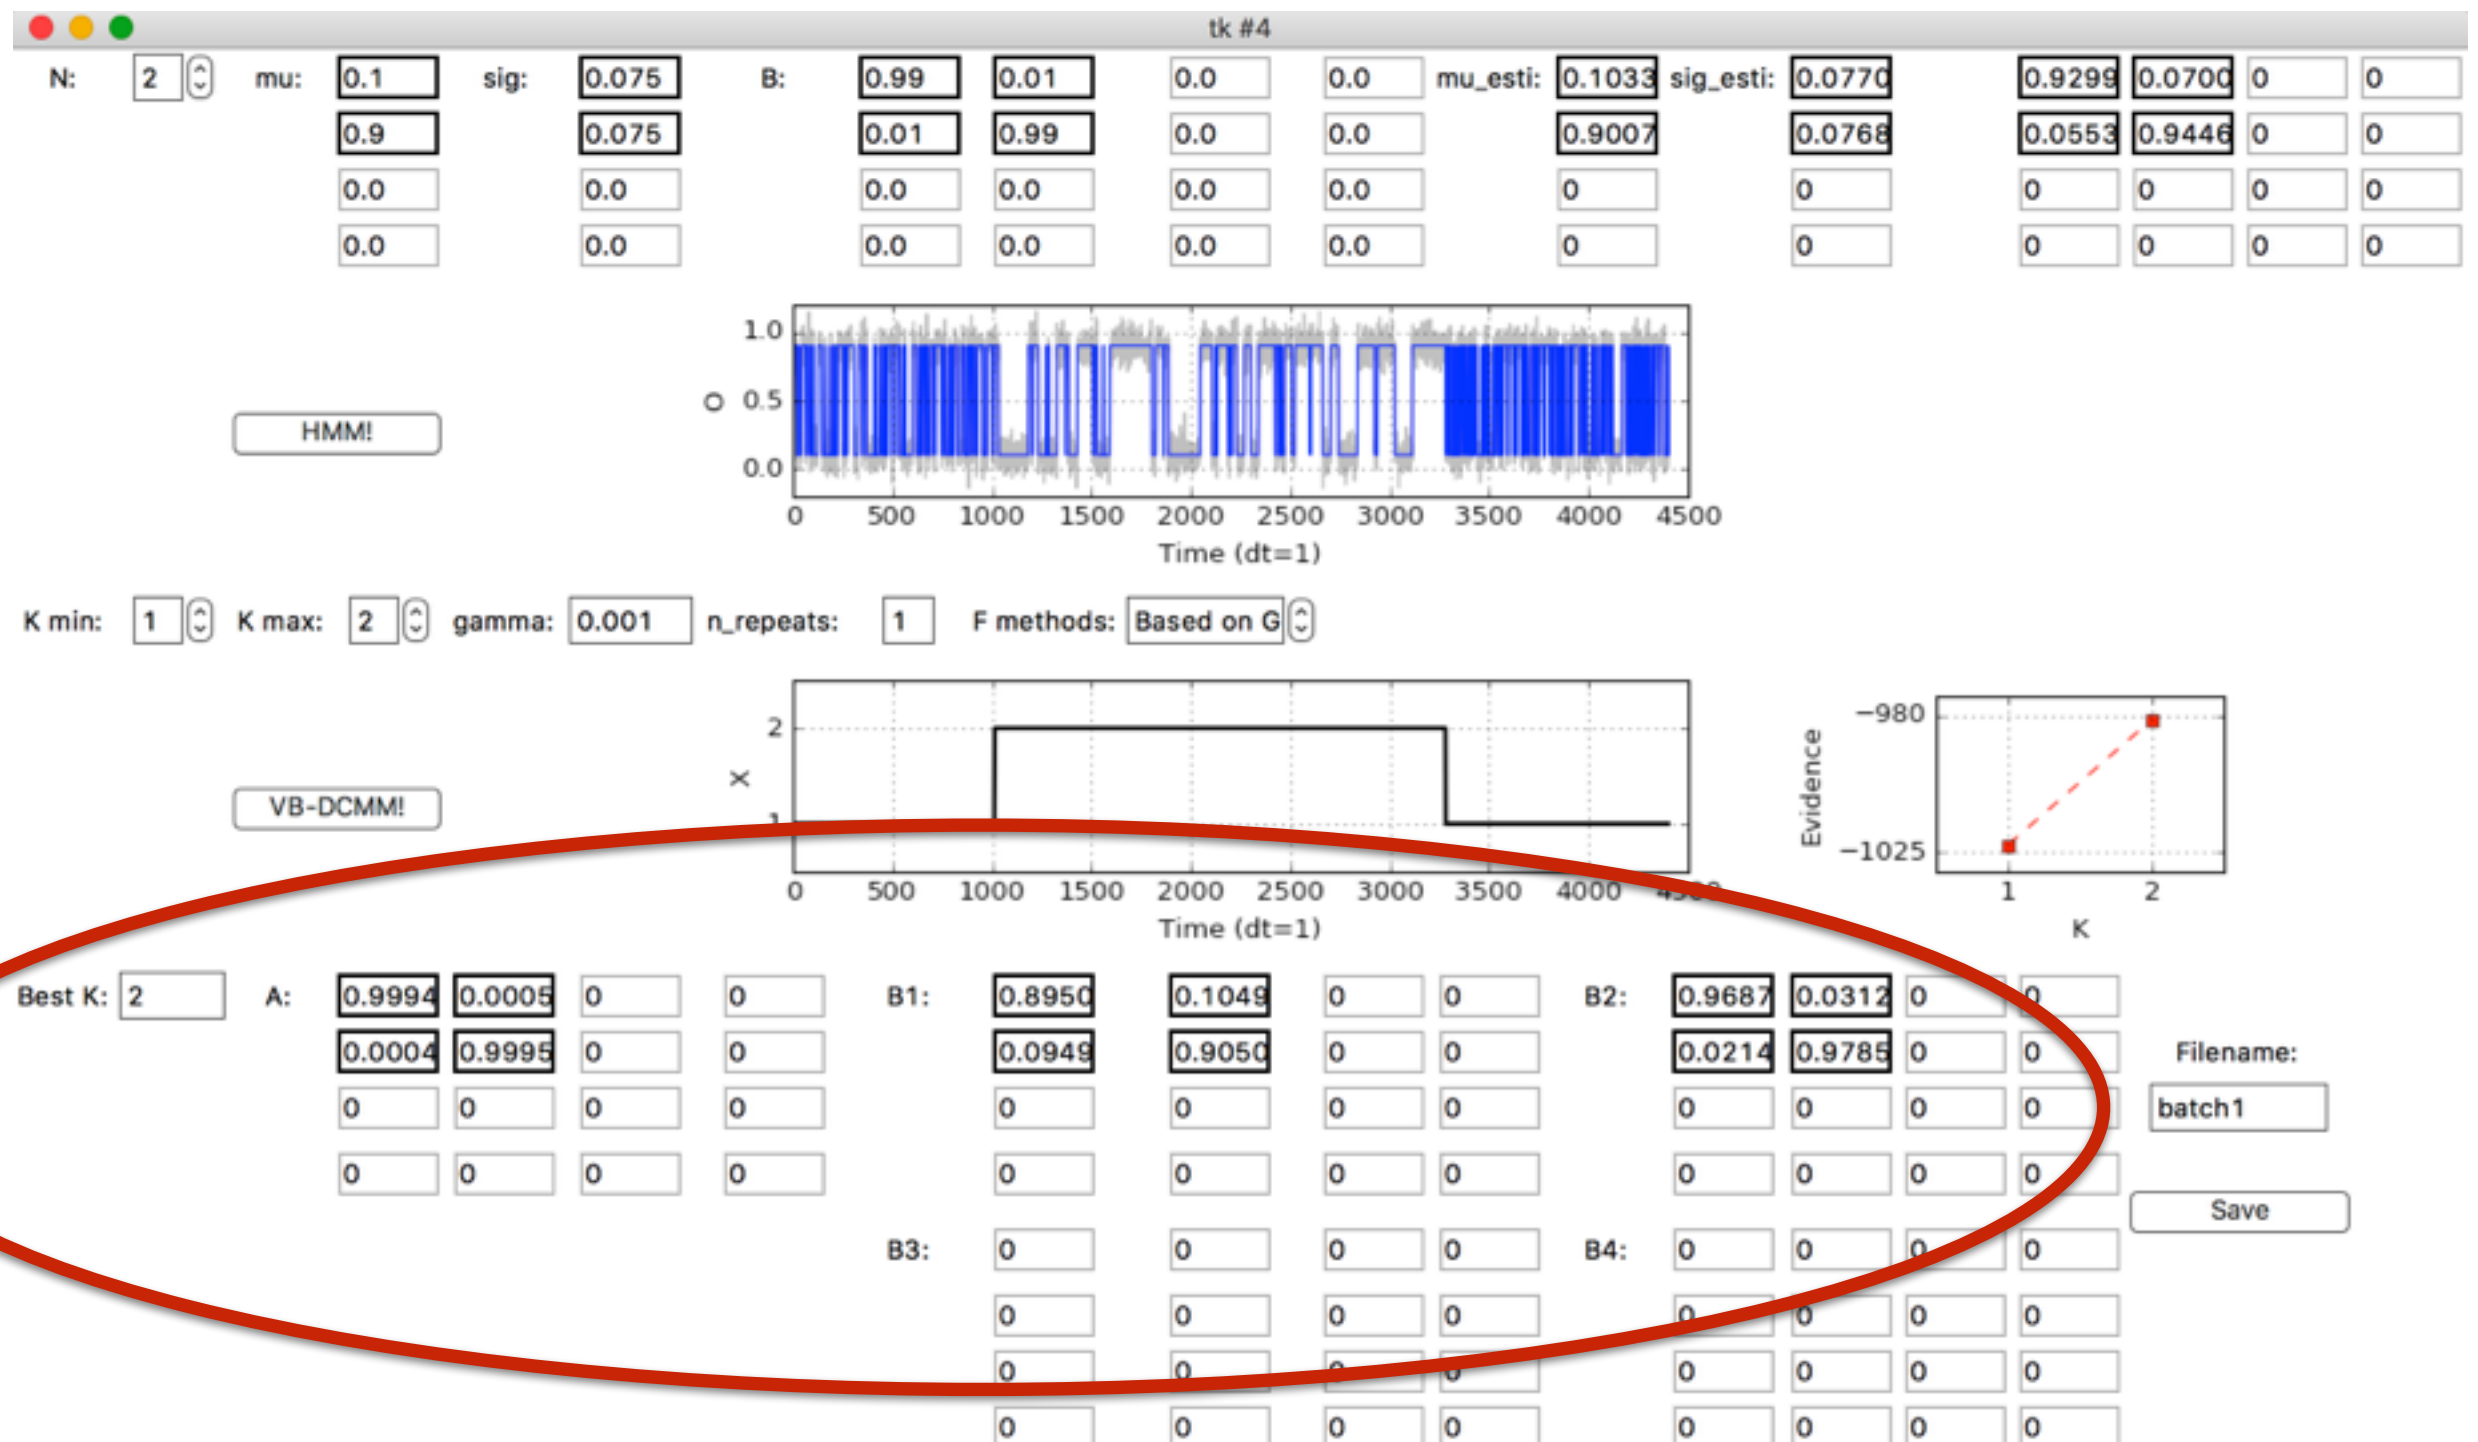 tk #4
N: 2 mu: 0.1 sig: 0.075 B: 0.99 0.01 0.0 0.0 mu_esti: 0.1033 sig_esti: 0.0770 0.9299 0.0700 0 0
0.9 0.075 0.01 0.99 0.0 0.0 0.9007 0.0768 0.0553 0.9446 0 0
0.0 0.0 0.0 0.0 0.0 0.0 0 0 0 0 0 0
0.0 0.0 0.0 0.0 0.0 0.0 0 0 0 0 0 0
1.0
O 0.5
HMM!
0.0
0 500 1000 1500 2000 2500 3000 3500 4000 4500
Time (dt=1)
K min: 1 K max: 2 gamma: 0.001 n_repeats: 1 F methods: Based on G
2 −980
X Evidence
VB-DCMM!
1 −1025
0 500 1000 1500 2000 2500 3000 3500 4000 4500 1 2
Time (dt=1) K
Best K: 2 A: 0.9994 0.0005 0 0 B1: 0.8950 0.1049 0 0 B2: 0.9687 0.0312 0 0
0.0004 0.9995 0 0 0.0949 0.9050 0 0 0.0214 0.9785 0 0 Filename:
0 0 0 0 0 0 0 0 0 0 0 0 batch1
0 0 0 0 0 0 0 0 0 0 0 0
Save
B3: 0 0 0 0 B4: 0 0 0 0
0 0 0 0 0 0 0 0
0 0 0 0 0 0 0 0
0 0 0 0 0 0 0 0